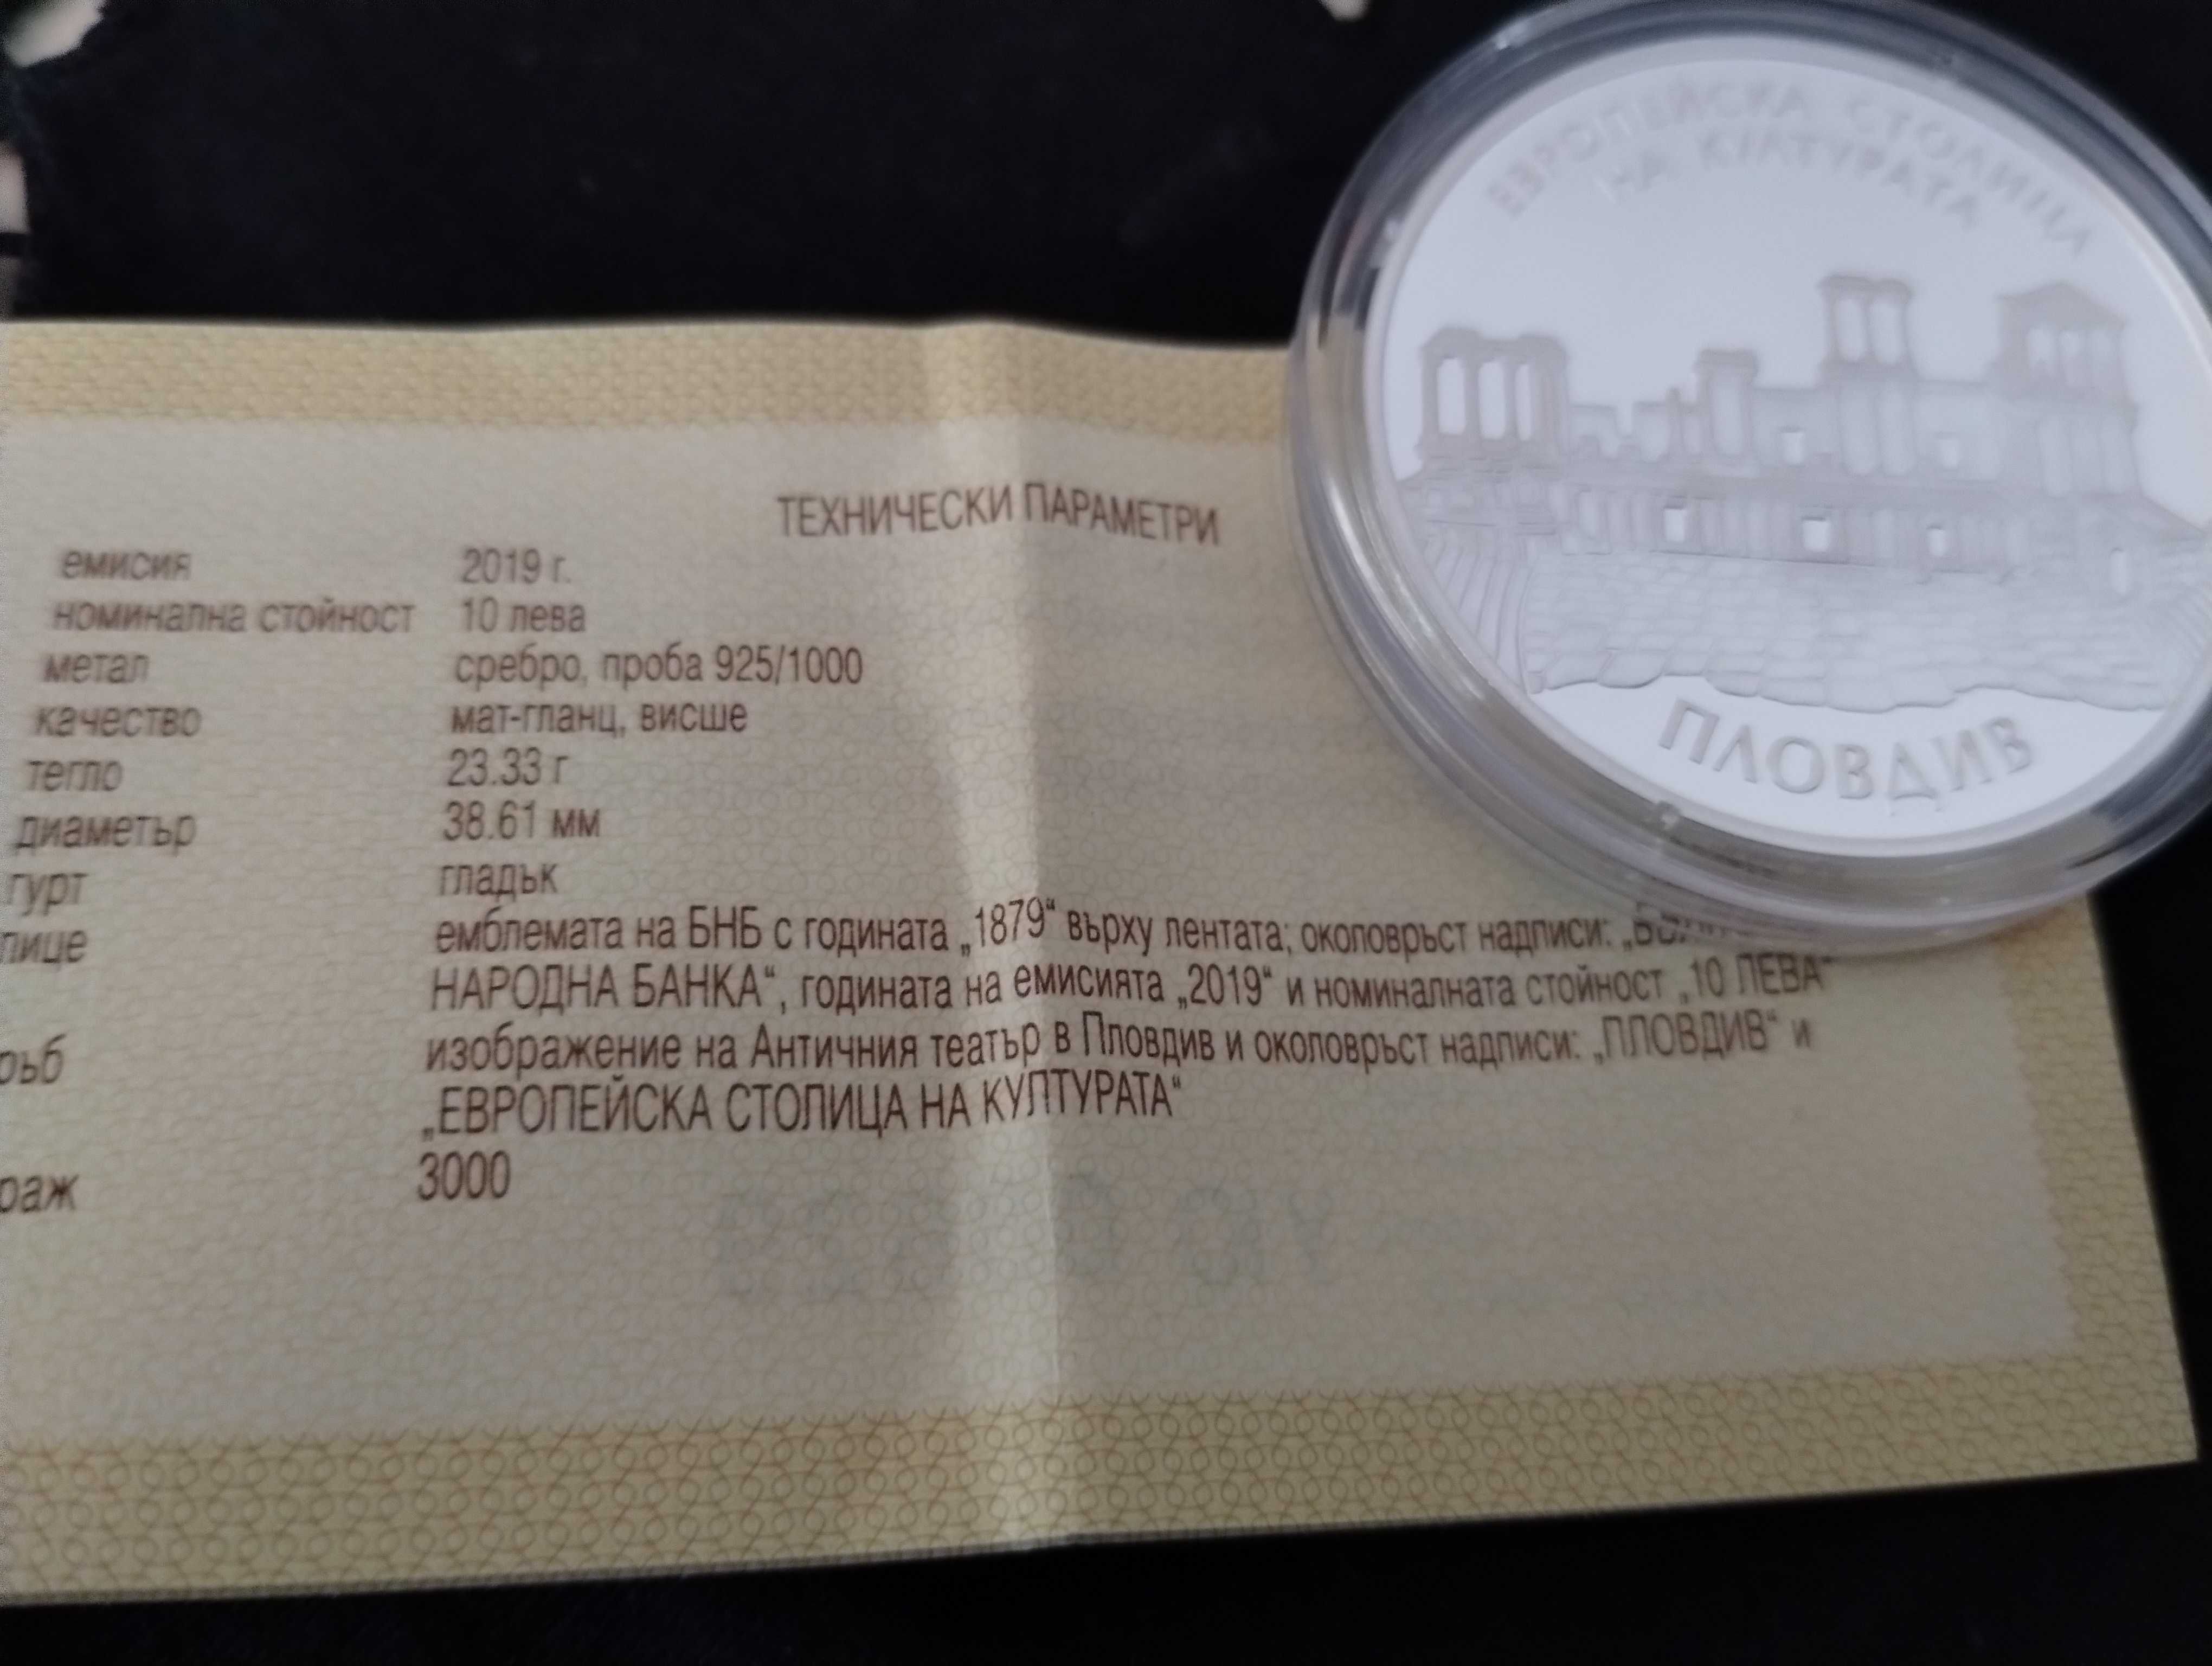 ЕВРОПЕЙСКА СТОЛИЦА
НА КУЛТУРАТА
ПЛОВДИВ
ТЕХНИЧЕСКИ ПАРАМЕТРИ
емисия 2019 г.
номинална стойност 10 лева
метал сребро, проба 925/1000
качество мат-гланц, висше
тегло 23.33 г
диаметър 38.61 мм
гурт гладък
лице емблемата на БНБ с годината „1879“ върху лентата; околовръст надписи:
НАРОДНА БАНКА“, годината на емисията „2019“ и номиналната стойност „10 ЛЕВА“
ръб изображение на Античния театър в Пловдив и околовръст надписи: „ПЛОВДИВ“ и
„ЕВРОПЕЙСКА СТОЛИЦА НА КУЛТУРАТА“
раж 3000